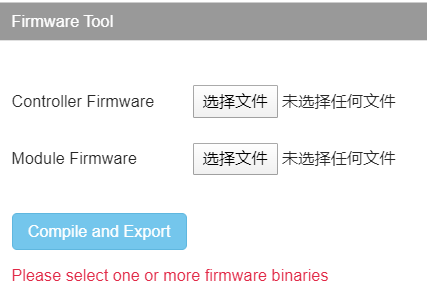 Firmware Tool
Controller Firmware 选择文件 未选择任何文件
Module Firmware 选择文件 未选择任何文件
Compile and Export
Please select one or more firmware binaries